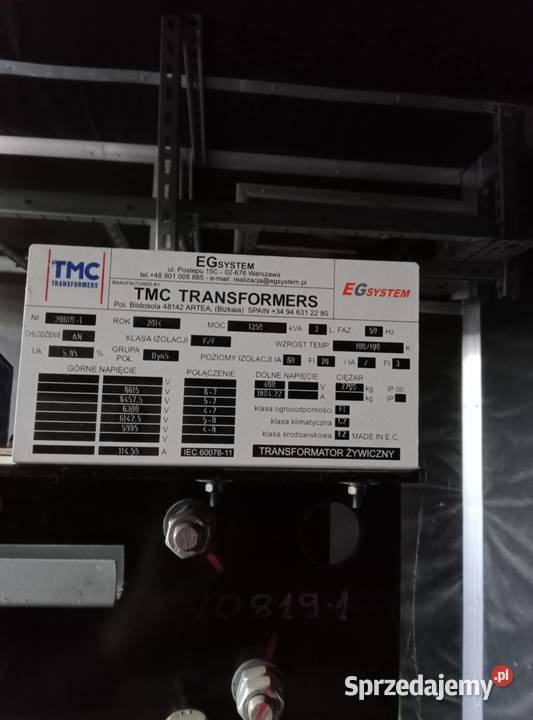 EGSYSTEM
ul. Postepu 15C - 02-676 Warszawa
tel.+48 801 005 885 - e-mail: realizacja@egsystem.pl
TMC
TRANSFORMERS
MANUFACTURED BY
TMC TRANSFORMERS
Pol. Bildosola 48142 ARTEA, (Bizkaia) SPAIN +34 94 631 22 80
EGSYSTEM
Nr 20819-1 ROK 2014 MOC 1250 kVA 3 L. FAZ 50 Hz
CHŁODZENIE AN KLASA IZOLACJI F/F WZROST TEMP 100/100 K
Uk 5.95 % GRUPA POŁ. Dyn5 POZIOMY IZOLACJI IA 60 FI 20 / IA / FI 3
GÓRNE NAPIĘCIE POŁACZENIE DOLNE NAPIĘCIE CIĘŻAR
400 V 2700 kg IP 00
6615 V 6-7 1804.22 A kg IP
6457.5 V 5-7
6300 V 4-7 klasa ognioodporności F1
6142.5 V 5-8 klasa klimatyczna C2
5985 V 4-8 klasa środowiskowa E2 MADE IN E.C.
114.55 A IEC 60076-11 TRANSFORMATOR ŻYWICZNY
20819-1
Sprzedajemy.pl